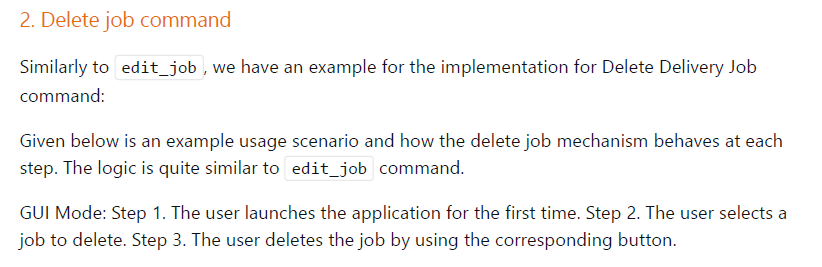 2. Delete job command
Similarly to edit_job , we have an example for the implementation for Delete Delivery Job
command:
Given below is an example usage scenario and how the delete job mechanism behaves at each
step. The logic is quite similar to edit_job command.
GUI Mode: Step 1. The user launches the application for the first time. Step 2. The user selects a
job to delete. Step 3. The user deletes the job by using the corresponding button.